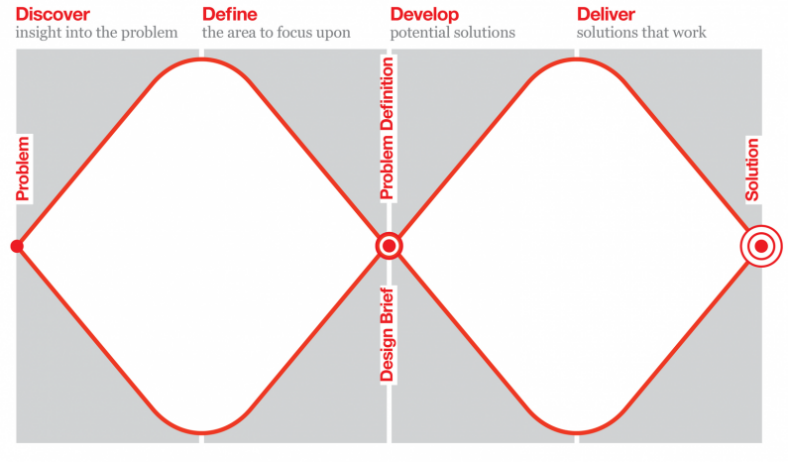 Discover
insight into the problem
Define
the area to focus upon
Develop
potential solutions
Deliver
solutions that work
Problem
Problem Definition
Design Brief
Solution